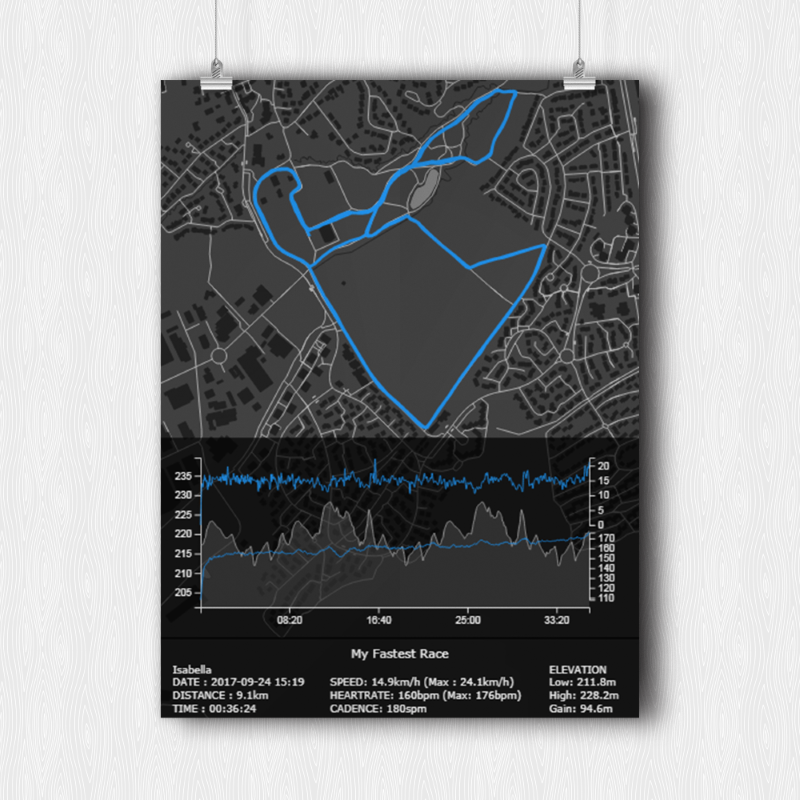 235
230
225
220
215
210
205
20
15
10
5
0
170
160
150
140
130
120
110
08:20 16:40 25:00 33:20
My Fastest Race
Isabella
DATE : 2017-09-24 15:19
DISTANCE : 9.1km
TIME : 00:36:24
SPEED: 14.9km/h (Max : 24.1km/h)
HEARTRATE: 160bpm (Max: 176bpm)
CADENCE: 180spm
ELEVATION
Low: 211.8m
High: 228.2m
Gain: 94.6m